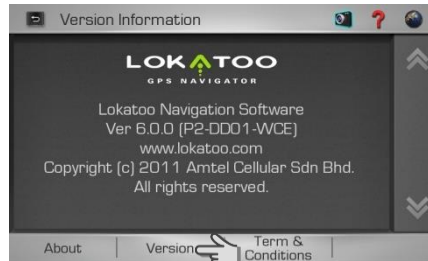 Version Information
?
LOKATOO
GPS NAVIGATOR
Lokatoo Navigation Software
Ver 6.0.0 (P2-DD01-WCE)
www.lokatoo.com
Copyright (c) 2011 Amtel Cellular Sdn Bhd.
All rights reserved.
About
Version
Term &
Conditions